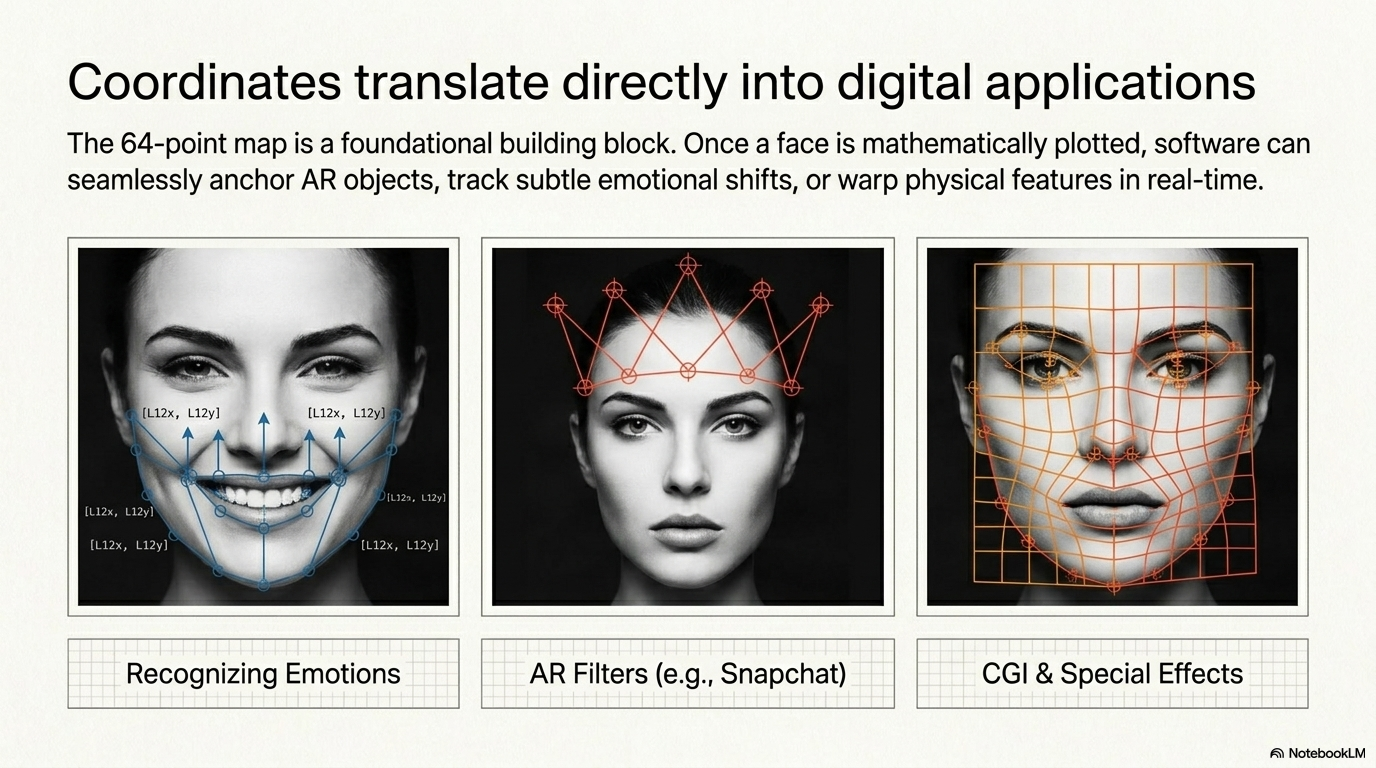 Coordinates translate directly into digital applications
The 64-point map is a foundational building block. Once a face is mathematically plotted, software can
seamlessly anchor AR objects, track subtle emotional shifts, or warp physical features in real-time.
[L12x, L12y]
[L12x, L12y]
[L12x, L12y]
[L12x, L12y]
[L12x, L12y]
Recognizing Emotions
AR Filters (e.g., Snapchat)
CGI & Special Effects
NotebookLM